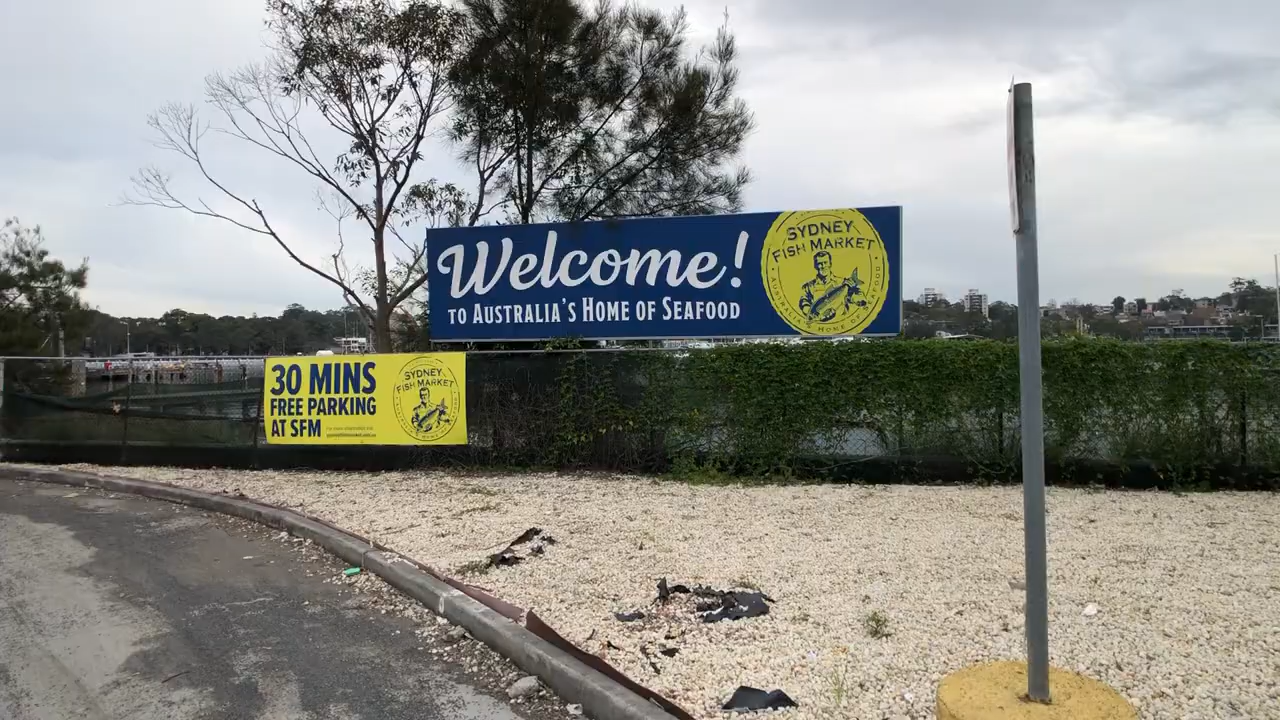 Welcome!
TO AUSTRALIA'S HOME OF SEAFOOD
SYDNEY
FISH MARKET
AUSTRALIA'S HOME OF SEAFOOD
30 MINS
FREE PARKING
AT SFM
SYDNEY
FISH MARKET